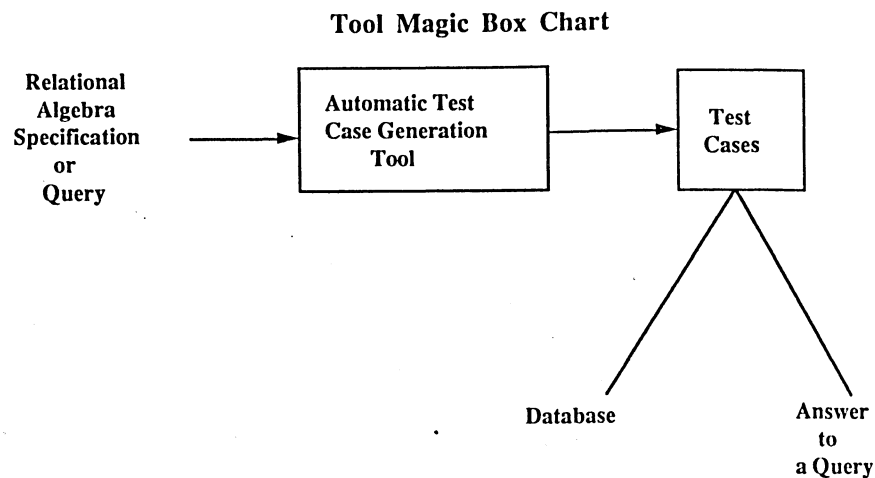 Tool Magic Box Chart
Relational
Algebra
Specification
or
Query
Automatic Test
Case Generation
Tool
Test
Cases
Database
Answer
to
a Query